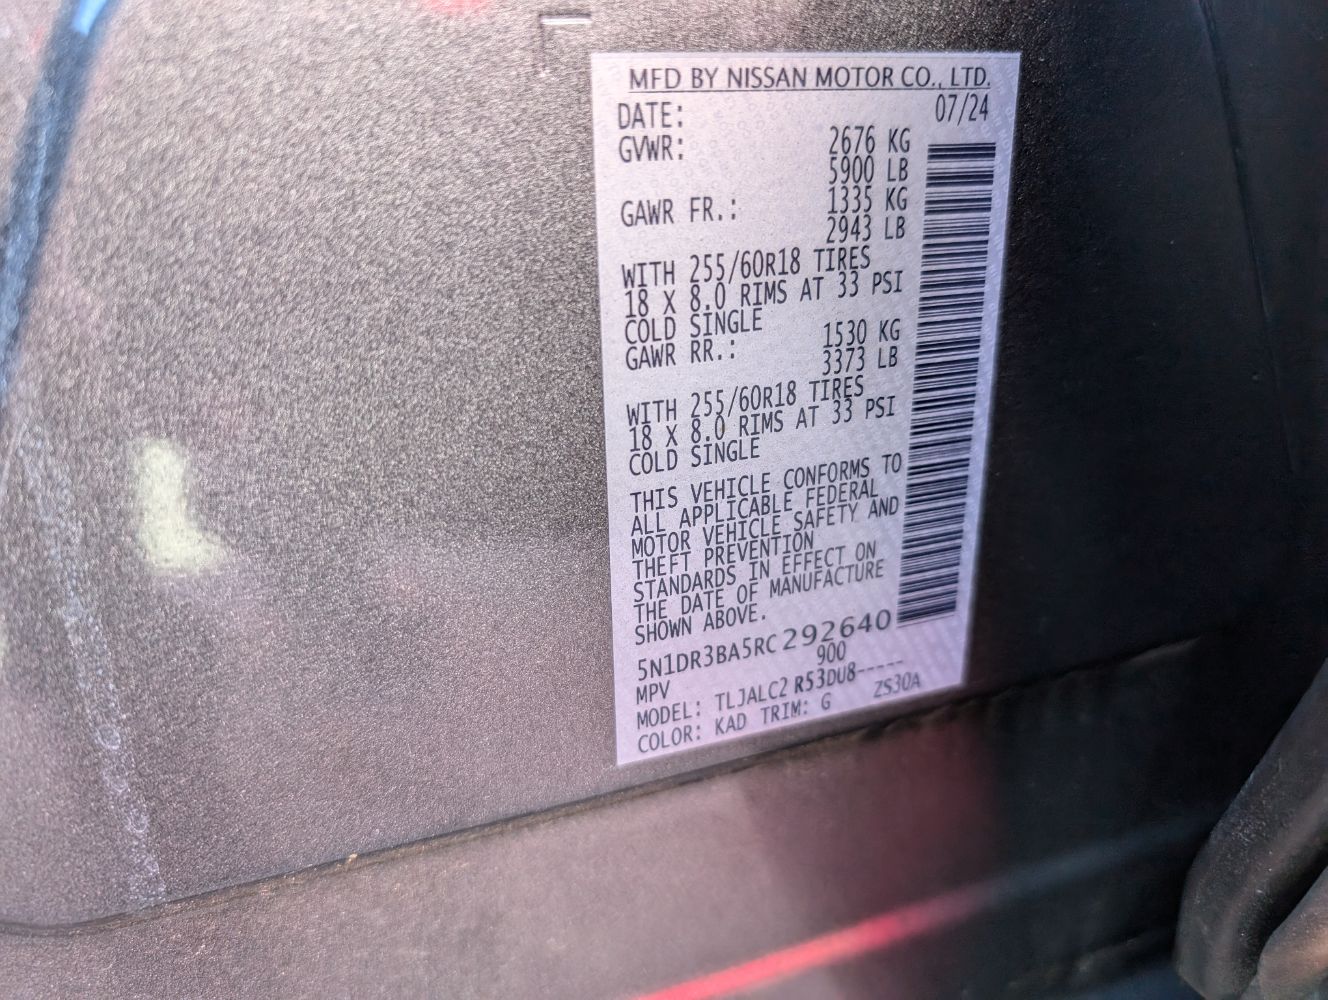 MFD BY NISSAN MOTOR CO., LTD.
DATE: 07/24
GVWR: 2676 KG
5900 LB
GAWR FR.: 1335 KG
2943 LB
WITH 255/60R18 TIRES
18 X 8.0 RIMS AT 33 PSI
COLD SINGLE
GAWR RR.: 1530 KG
3373 LB
WITH 255/60R18 TIRES
18 X 8.0 RIMS AT 33 PSI
COLD SINGLE
THIS VEHICLE CONFORMS TO
ALL APPLICABLE FEDERAL
MOTOR VEHICLE SAFETY AND
THEFT PREVENTION
STANDARDS IN EFFECT ON
THE DATE OF MANUFACTURE
SHOWN ABOVE.
5N1DR3BA5RC292640
MPV 900
MODEL: TLJALC2 R53DU8-----
COLOR: KAD TRIM: G ZS30A